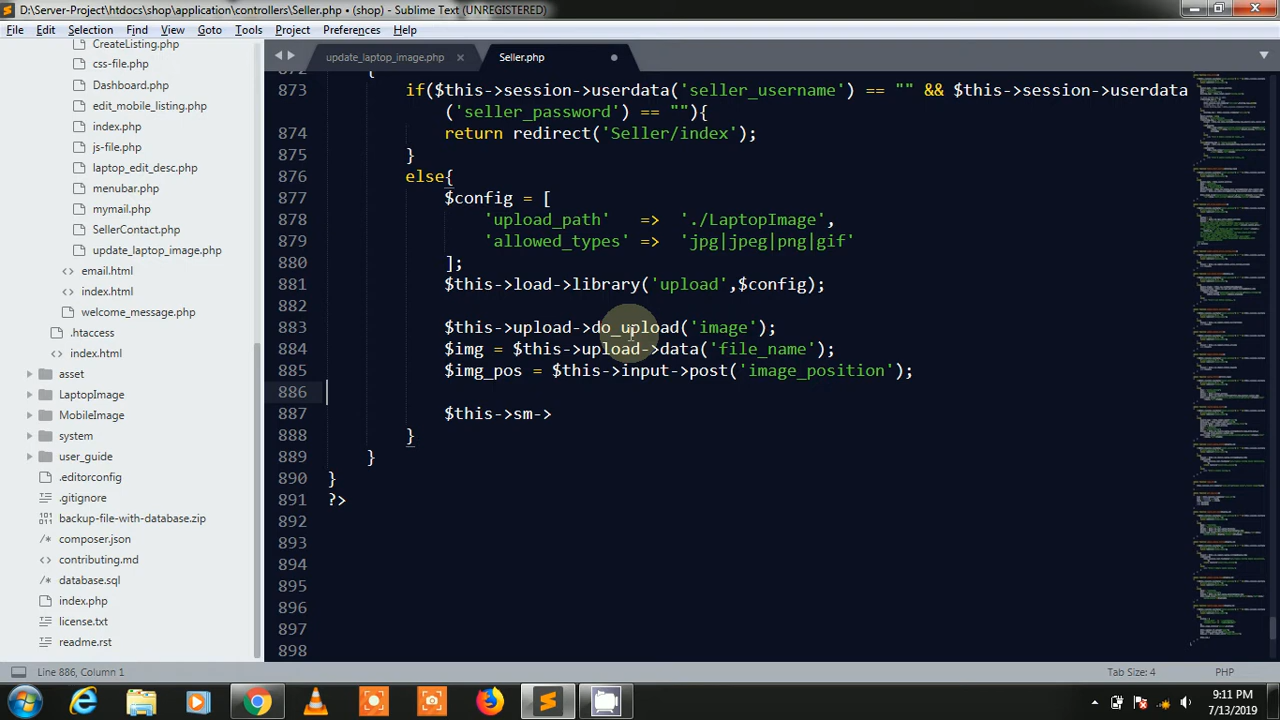 D:\Server-Project\htdocs\shop\application\controllers\Seller.php • (shop) - Sublime Text (UNREGISTERED)
File Edit Selection Find View Goto Tools Project Preferences Help
update_laptop_image.php
Seller.php
CreateListing.php
css-file.php
Dashboard.php
edit_mobile_listing.php
index.php
js-file.php
laptop_edit_desc.php
menubar.php
mymail.php
SellerContact.php
update_laptop_image.php
email.html
index.html
welcome_message.php
.htaccess
index.html
asset
LaptopImage
MobileImage
system
user_guide
.editorconfig
.gitignore
backup-file-with-database.zip
composer.json
contributing.md
database.sql
index.php
license.txt
readme.rst
872 {
873 if($this->session->userdata('seller_username') == "" && $this->session->userdata
('seller_password') == ""){
874 return redirect('Seller/index');
875 }
876 else{
877 $config
878 'upload_path' => './LaptopImage',
879 'allowed_types' => 'jpg|jpeg|png|gif'
880 ];
881 library('upload',$config);
882
883 $this->upload->do_upload('image');
884 $img = this->upload->data('file_name');
885 $img = $this->input->post('image_position');
886
887 $this->sm->
888 }
889 }
890 }
891 ?>
892
893
894
895
896
897
898
Line 886, Column 1
Tab Size: 4
PHP
9:11 PM
7/13/2019